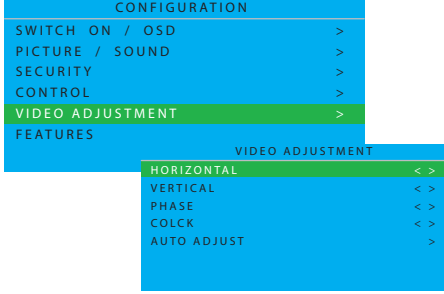 CONFIGURATION
SWITCH ON / OSD >
PICTURE / SOUND >
SECURITY >
CONTROL >
VIDEO ADJUSTMENT >
FEATURES
VIDEO ADJUSTMENT
HORIZONTAL < >
VERTICAL < >
PHASE < >
COLCK < >
AUTO ADJUST >